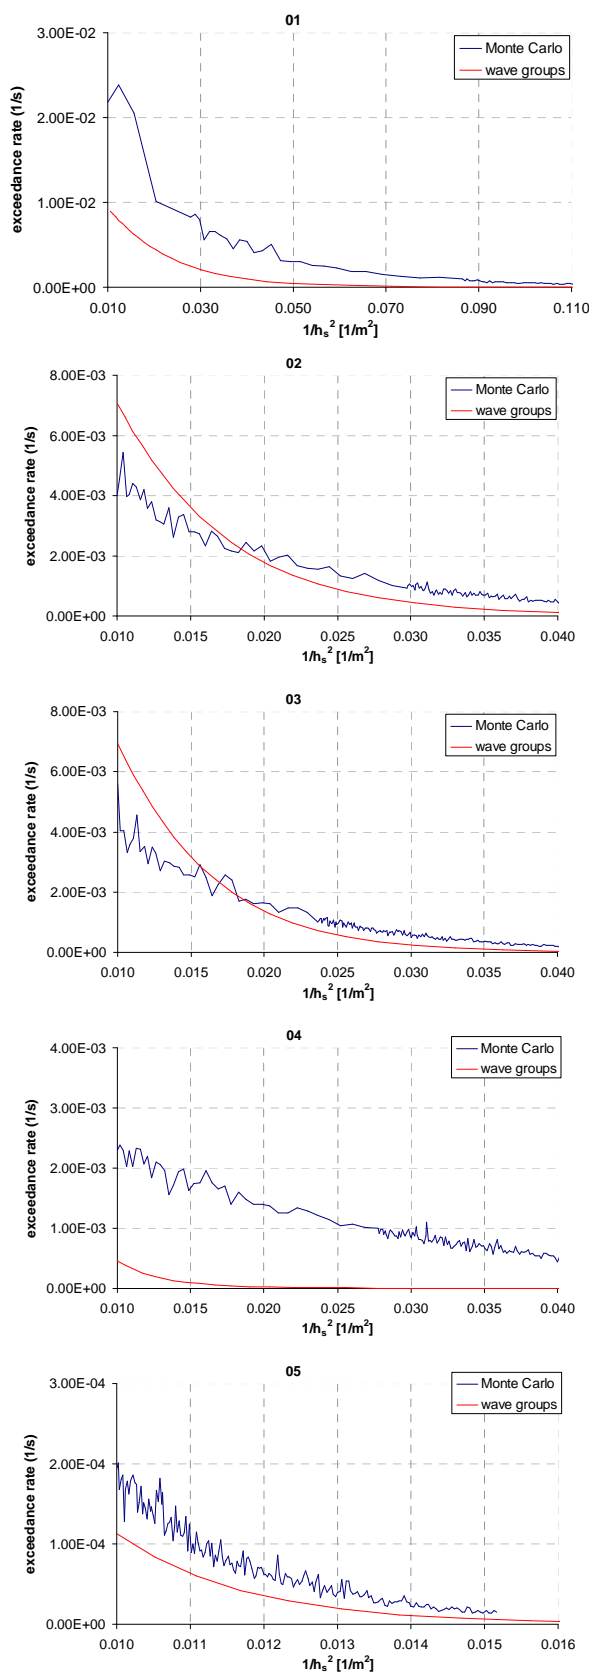 01
3.00E-02
2.00E-02
1.00E-02
0.00E+00
exceedance rate (1/s)
Monte Carlo
wave groups
0.010 0.030 0.050 0.070 0.090 0.110
1/hs² [1/m²]
02
8.00E-03
6.00E-03
4.00E-03
2.00E-03
0.00E+00
exceedance rate (1/s)
Monte Carlo
wave groups
0.010 0.015 0.020 0.025 0.030 0.035 0.040
1/hs² [1/m²]
03
8.00E-03
6.00E-03
4.00E-03
2.00E-03
0.00E+00
exceedance rate (1/s)
Monte Carlo
wave groups
0.010 0.015 0.020 0.025 0.030 0.035 0.040
1/hs² [1/m²]
04
4.00E-03
3.00E-03
2.00E-03
1.00E-03
0.00E+00
exceedance rate (1/s)
Monte Carlo
wave groups
0.010 0.015 0.020 0.025 0.030 0.035 0.040
1/hs² [1/m²]
05
3.00E-04
2.00E-04
1.00E-04
0.00E+00
exceedance rate (1/s)
Monte Carlo
wave groups
0.010 0.011 0.012 0.013 0.014 0.015 0.016
1/hs² [1/m²]